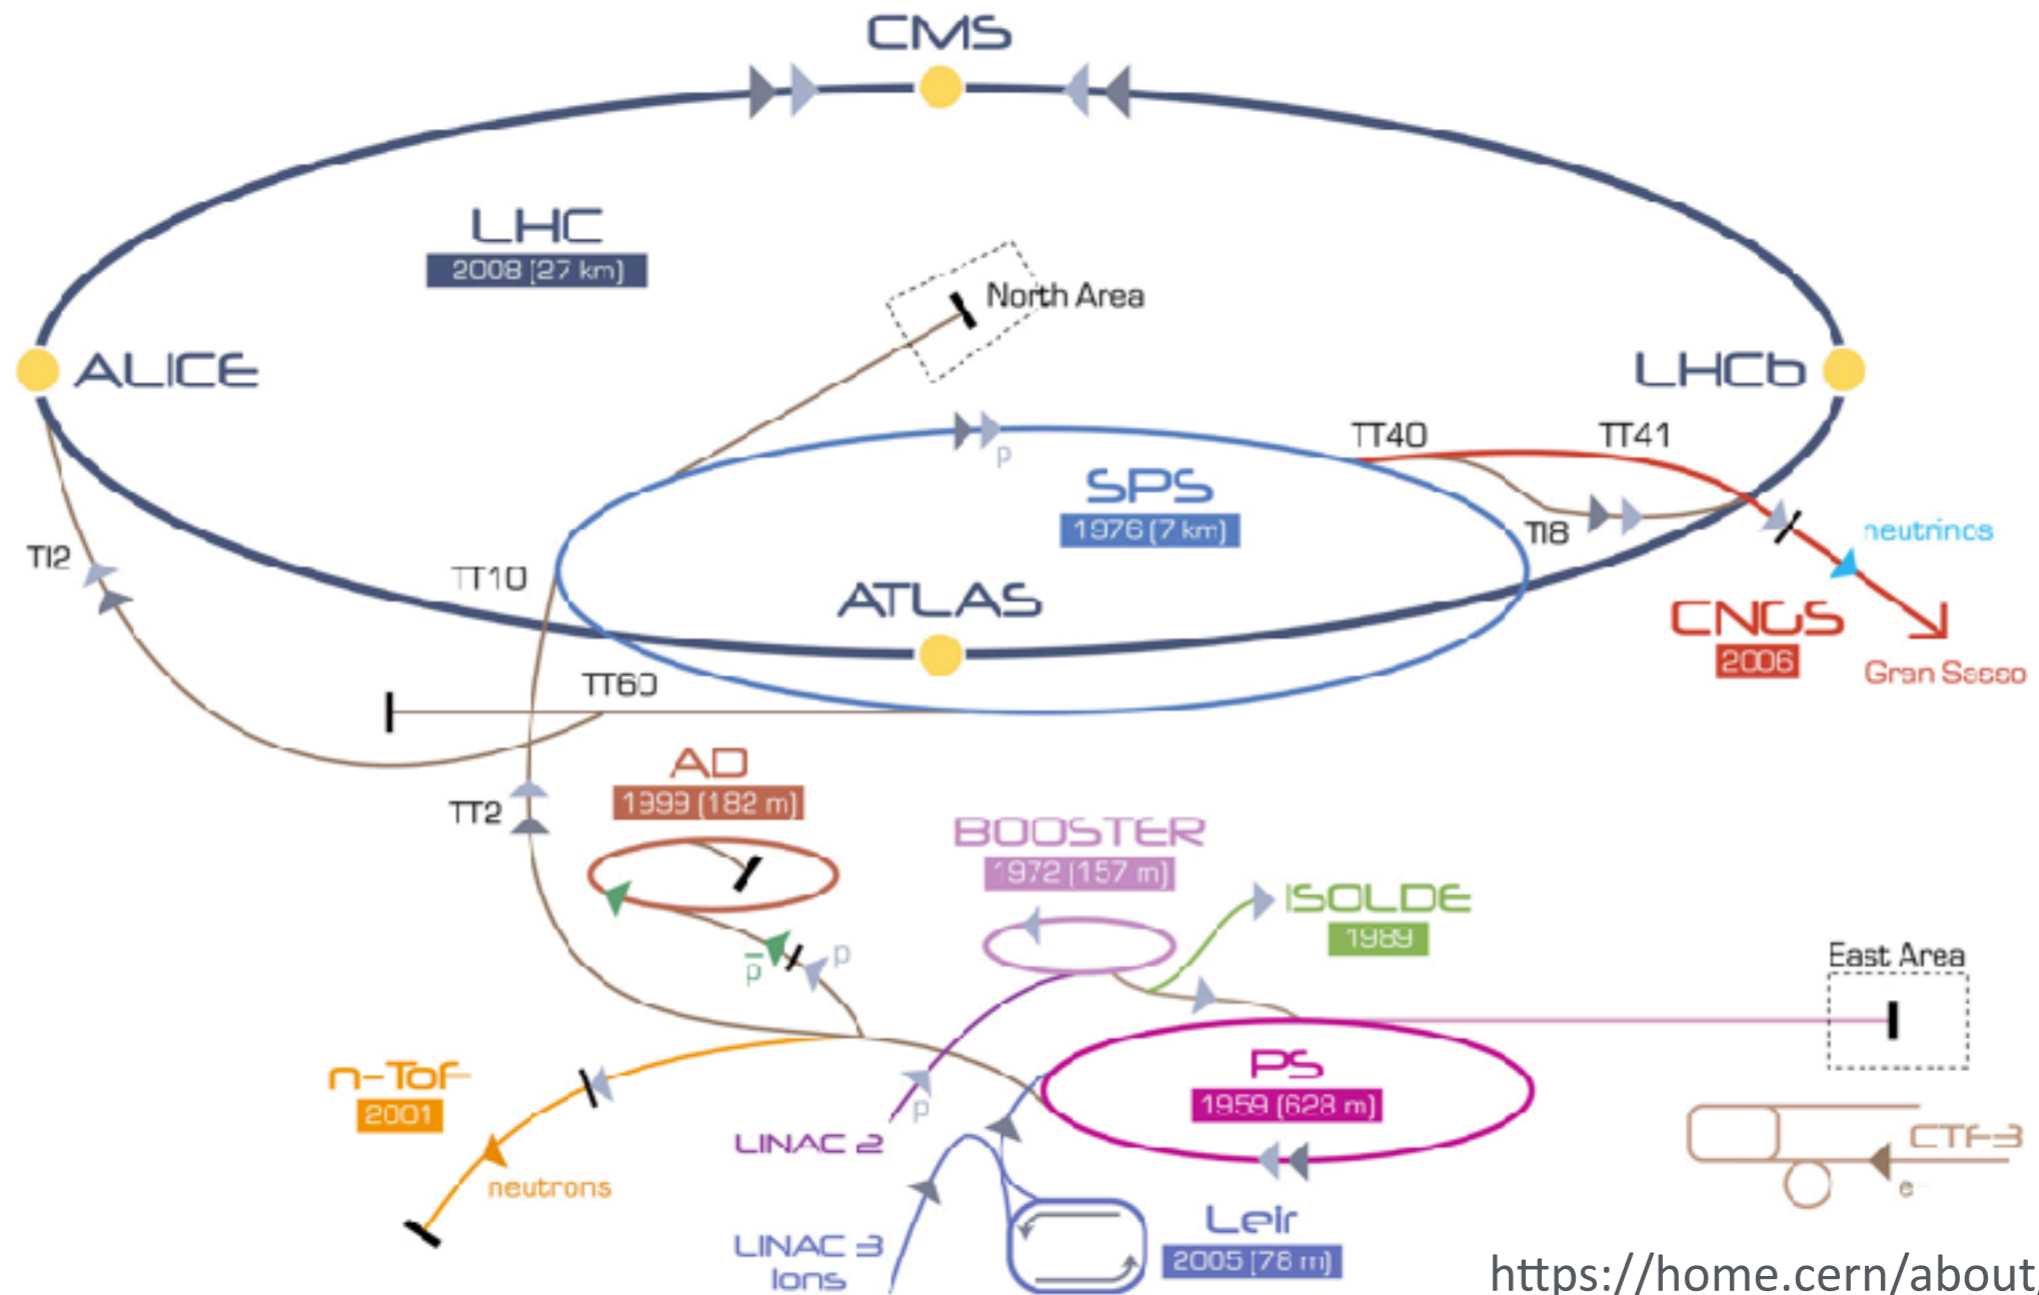 CMS
LHC
2008 (27 km)
North Area
ALICE
LHCb
TT40
TT41
p
SPS
1976 (7 km)
TI8
neutrinos
TI2
TT10
ATLAS
CNGS
2006
Gran Sasso
TT60
AD
1999 (182 m)
TT2
BOOSTER
1972 (157 m)
ISOLDE
1989
East Area
p
p̅
PS
1959 (628 m)
n-ToF
2001
p
LINAC 2
CTF-3
e-
neutrons
LINAC 3
Ions
Leir
2005 (78 m)
https://home.cern/about